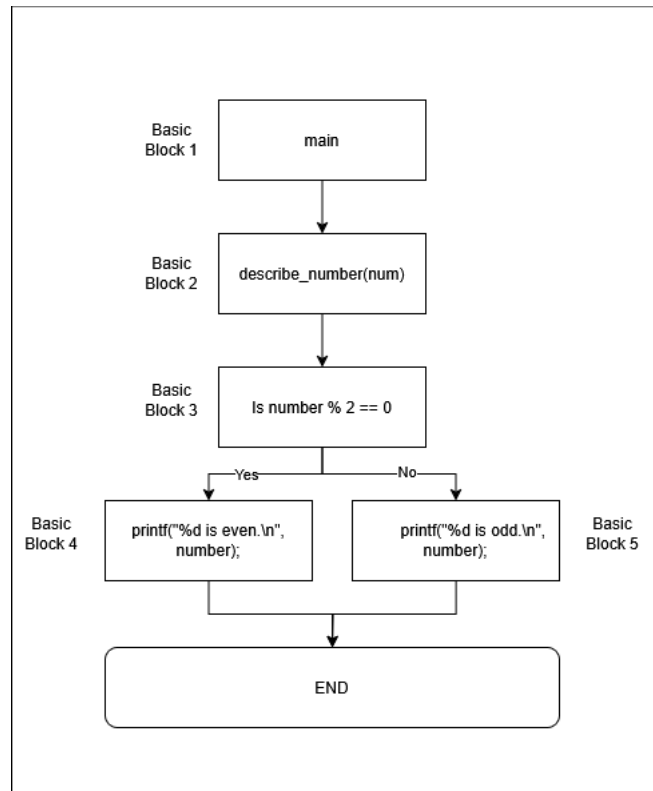 Basic
Block 1
main
Basic
Block 2
describe_number(num)
Basic
Block 3
Is number % 2 == 0
Yes
No
Basic
Block 4
printf("%d is even.\n",
number);
printf("%d is odd.\n",
number);
Basic
Block 5
END